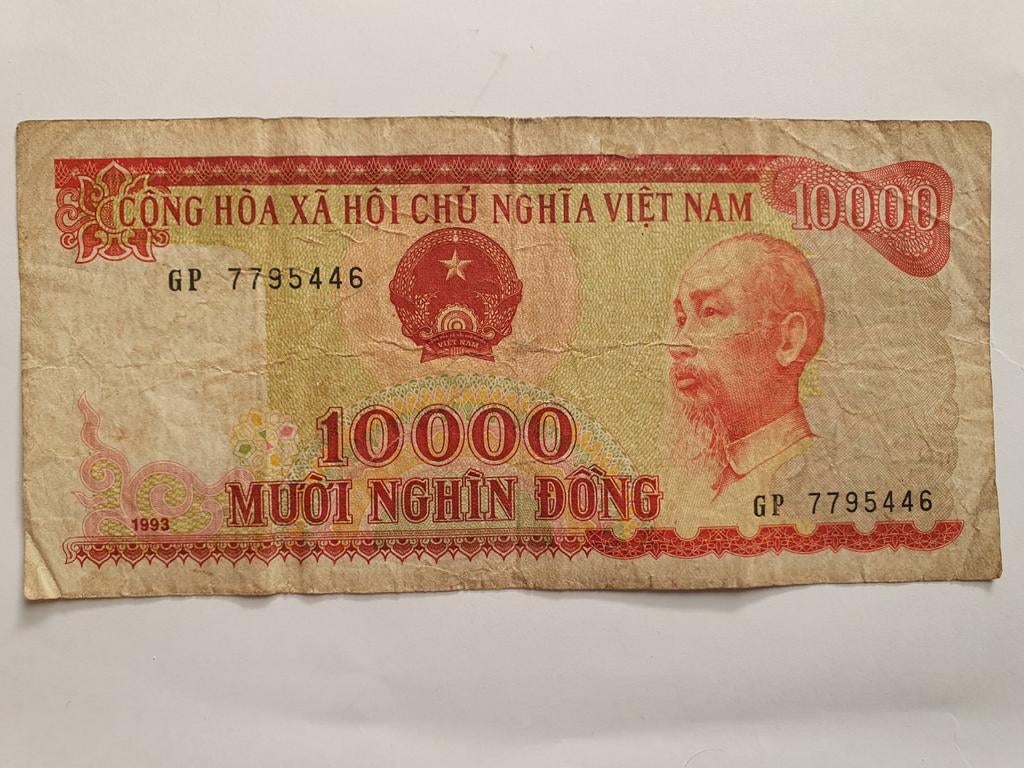 CỘNG HÒA XÃ HỘI CHỦ NGHĨA VIỆT NAM
10000
GP 7795446
VIỆT NAM
10000
MƯỜI NGHÌN ĐỒNG
GP 7795446
1993